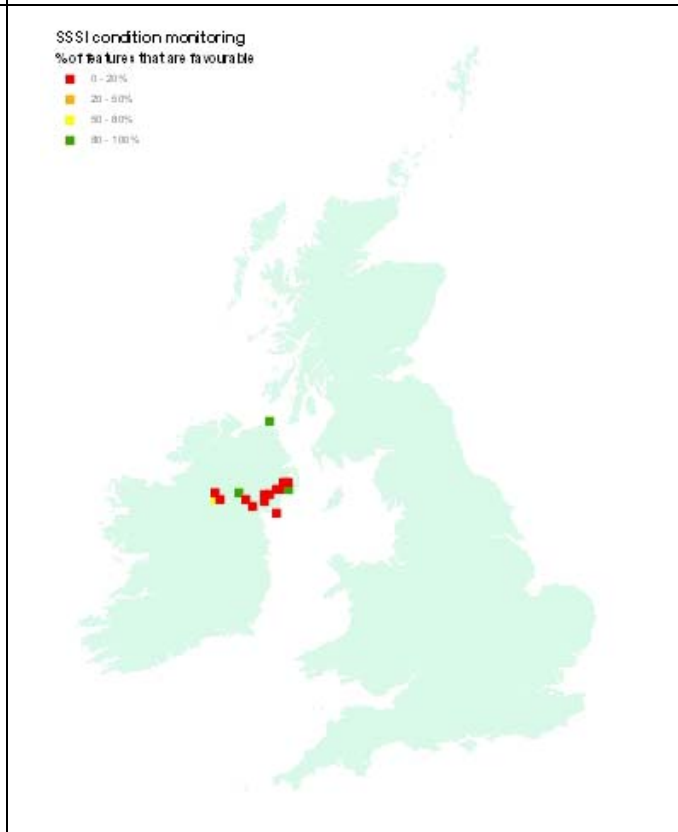 SSSI condition monitoring
% of features that are favourable
0 - 20%
20 - 50%
50 - 80%
80 - 100%